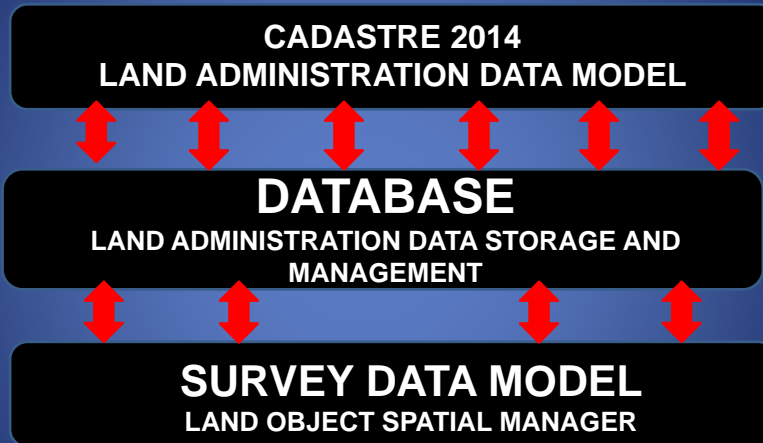 CADASTRE 2014
LAND ADMINISTRATION DATA MODEL
DATABASE
LAND ADMINISTRATION DATA STORAGE AND
MANAGEMENT
SURVEY DATA MODEL
LAND OBJECT SPATIAL MANAGER